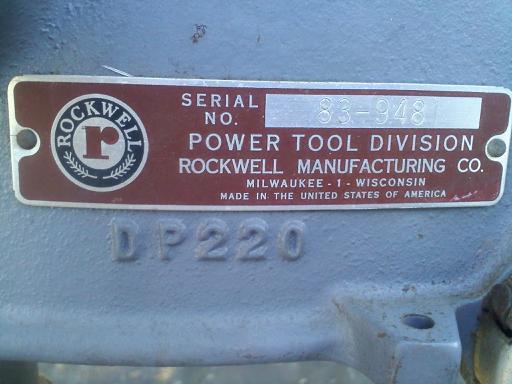 ROCKWELL
r
SERIAL NO. 83-9481
POWER TOOL DIVISION
ROCKWELL MANUFACTURING CO.
MILWAUKEE - 1 - WISCONSIN
MADE IN THE UNITED STATES OF AMERICA
DP220